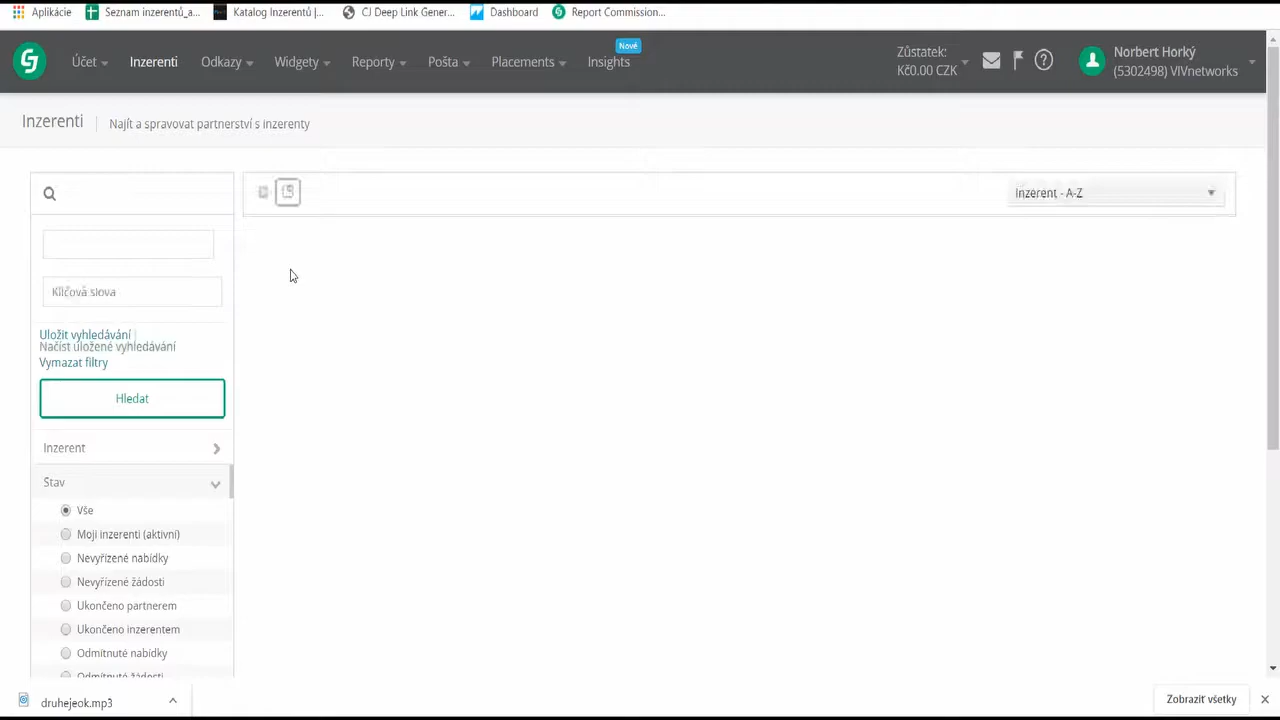 Aplikácie
Seznam inzerentů_a...
Katalog Inzerentů |...
CJ Deep Link Gener...
Dashboard
Report Commission...
Nové
CJ
Účet
Inzerenti
Odkazy
Widgety
Reporty
Pošta
Placements
Insights
Zůstatek:
Kč0.00 CZK
Norbert Horký
(5302498) VIVnetworks
Inzerenti
Najít a spravovat partnerství s inzerenty
Inzerent - A-Z
Klíčová slova
Uložit vyhledávání
Načíst uložené vyhledávání
Vymazat filtry
Hledat
Inzerent
Stav
Vše
Moji inzerenti (aktivní)
Nevyřízené nabídky
Nevyřízené žádosti
Ukončeno partnerem
Ukončeno inzerentem
Odmítnuté nabídky
Odmítnuté žádosti
druhejeok.mp3
Zobraziť všetky